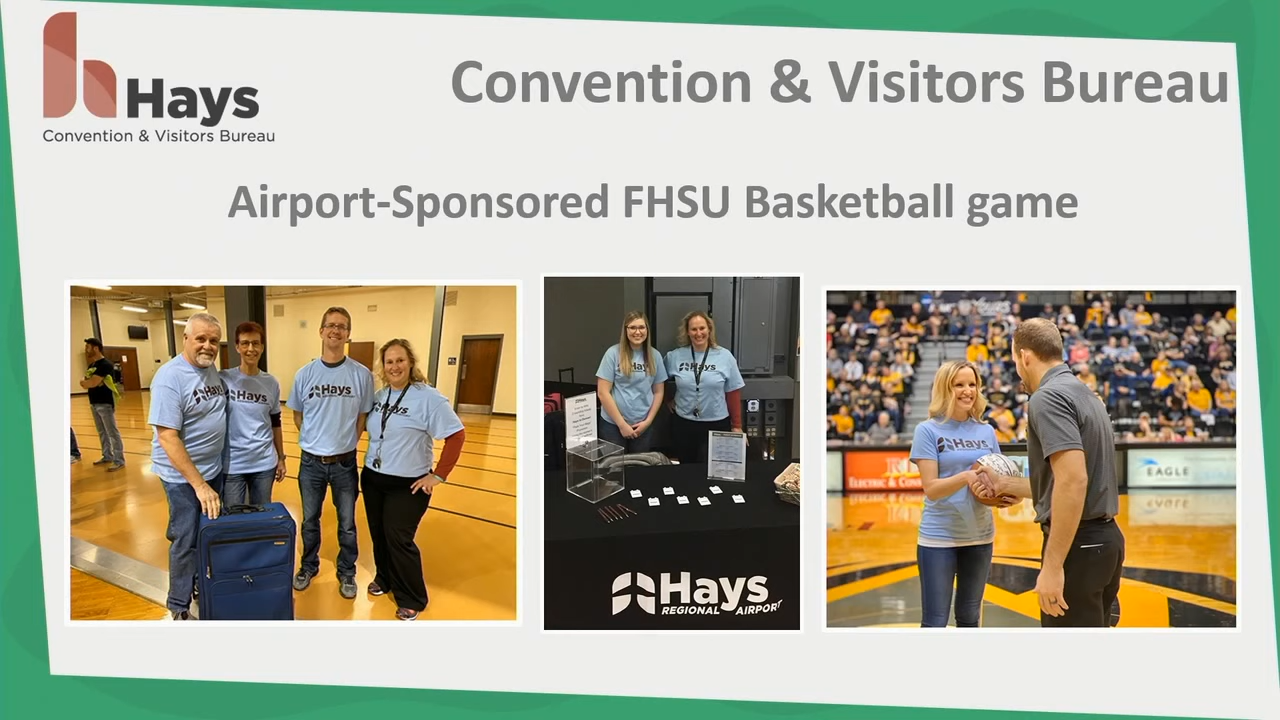 Hays
Convention & Visitors Bureau
Convention & Visitors Bureau
Airport-Sponsored FHSU Basketball game
Hays
Hays
Hays
Hays
Hays
Hays
Hays
REGIONAL AIRPORT
Hays
ELECTRIC &
EAGLE